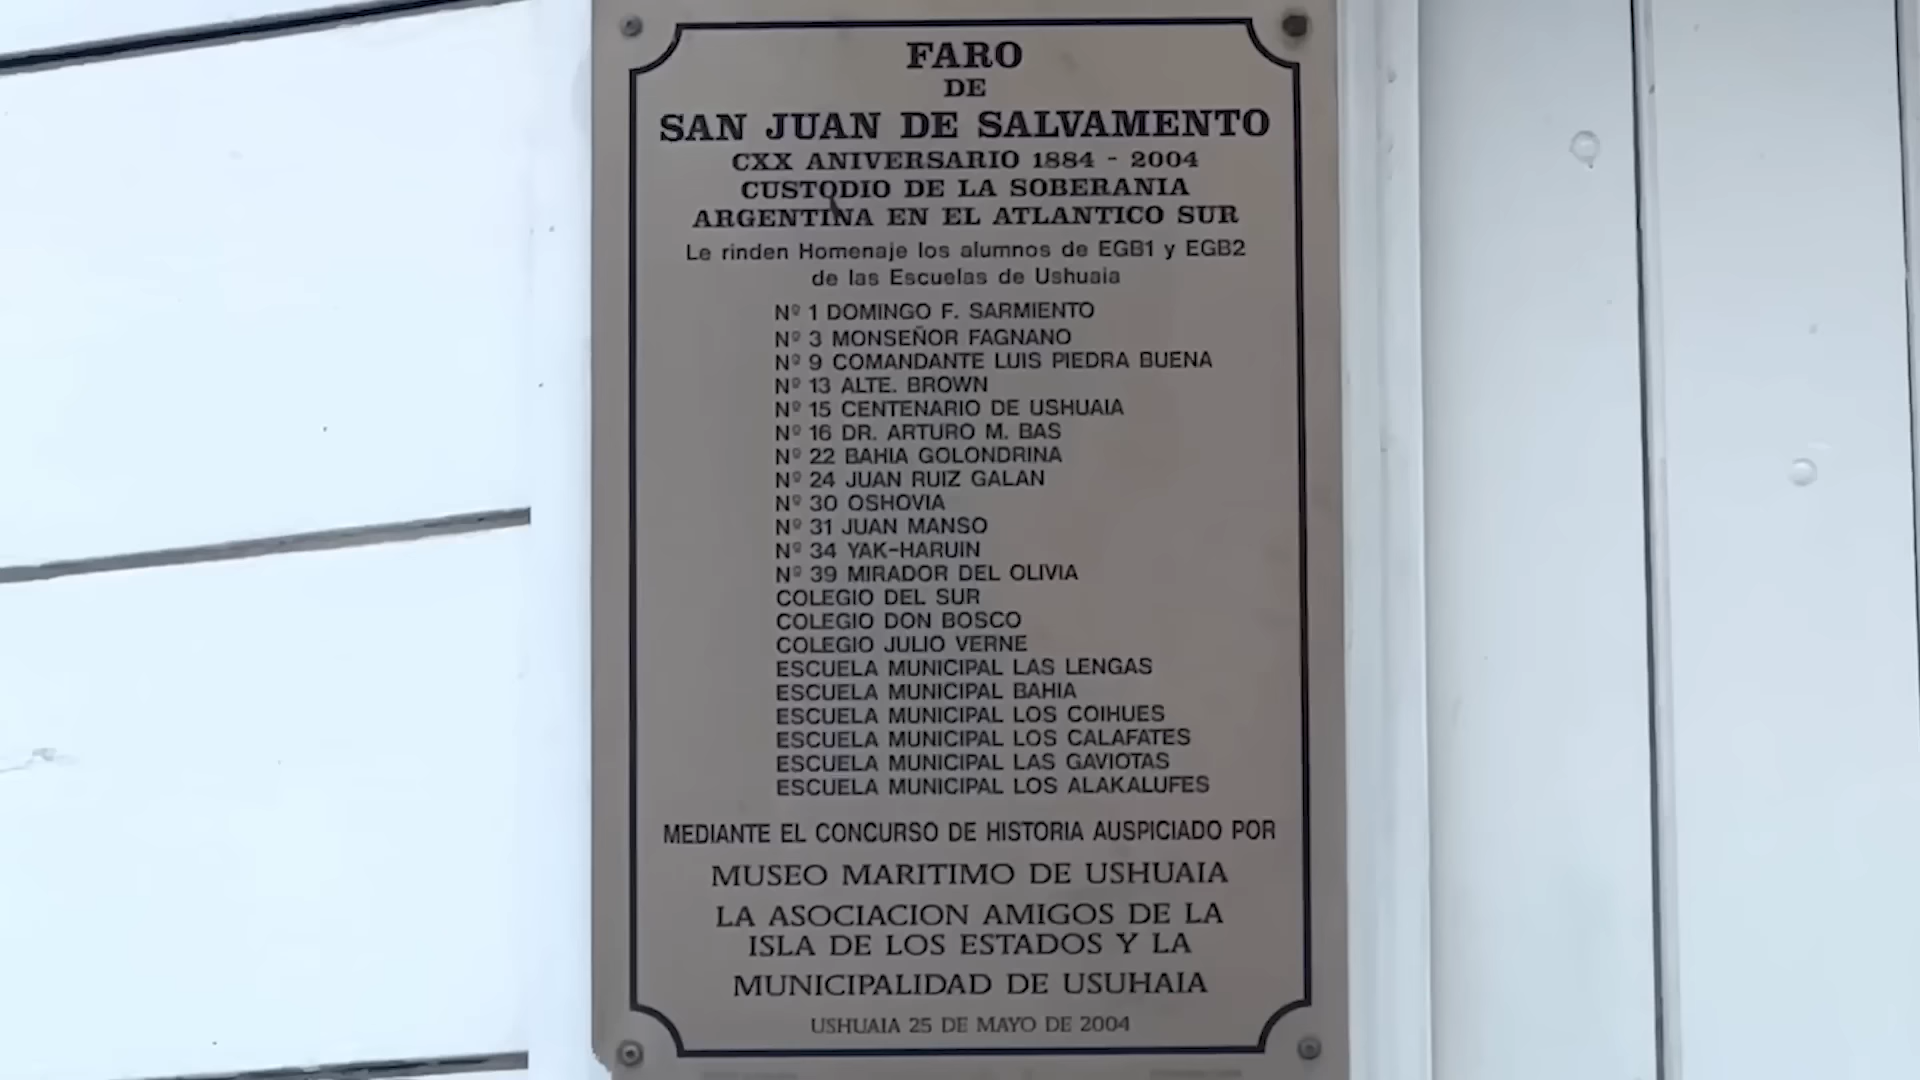 FARO
DE
SAN JUAN DE SALVAMENTO
CXX ANIVERSARIO 1884 - 2004
CUSTODIO DE LA SOBERANIA
ARGENTINA EN EL ATLANTICO SUR
Le rinden Homenaje los alumnos de EGB1 y EGB2
de las Escuelas de Ushuaia
Nº 1 DOMINGO F. SARMIENTO
Nº 3 MONSEÑOR FAGNANO
Nº 9 COMANDANTE LUIS PIEDRA BUENA
Nº 13 ALTE. BROWN
Nº 15 CENTENARIO DE USHUAIA
Nº 16 DR. ARTURO M. BAS
Nº 22 BAHIA GOLONDRINA
Nº 24 JUAN RUIZ GALAN
Nº 30 OSHOVIA
Nº 31 JUAN MANSO
Nº 34 YAK-HARUIN
Nº 39 MIRADOR DEL OLIVIA
COLEGIO DEL SUR
COLEGIO DON BOSCO
COLEGIO JULIO VERNE
ESCUELA MUNICIPAL LAS LENGAS
ESCUELA MUNICIPAL BAHIA
ESCUELA MUNICIPAL LOS COIHUES
ESCUELA MUNICIPAL LOS CALAFATES
ESCUELA MUNICIPAL LAS GAVIOTAS
ESCUELA MUNICIPAL LOS ALAKALUFES
MEDIANTE EL CONCURSO DE HISTORIA AUSPICIADO POR
MUSEO MARITIMO DE USHUAIA
LA ASOCIACION AMIGOS DE LA
ISLA DE LOS ESTADOS Y LA
MUNICIPALIDAD DE USUHAIA
USHUAIA 25 DE MAYO DE 2004